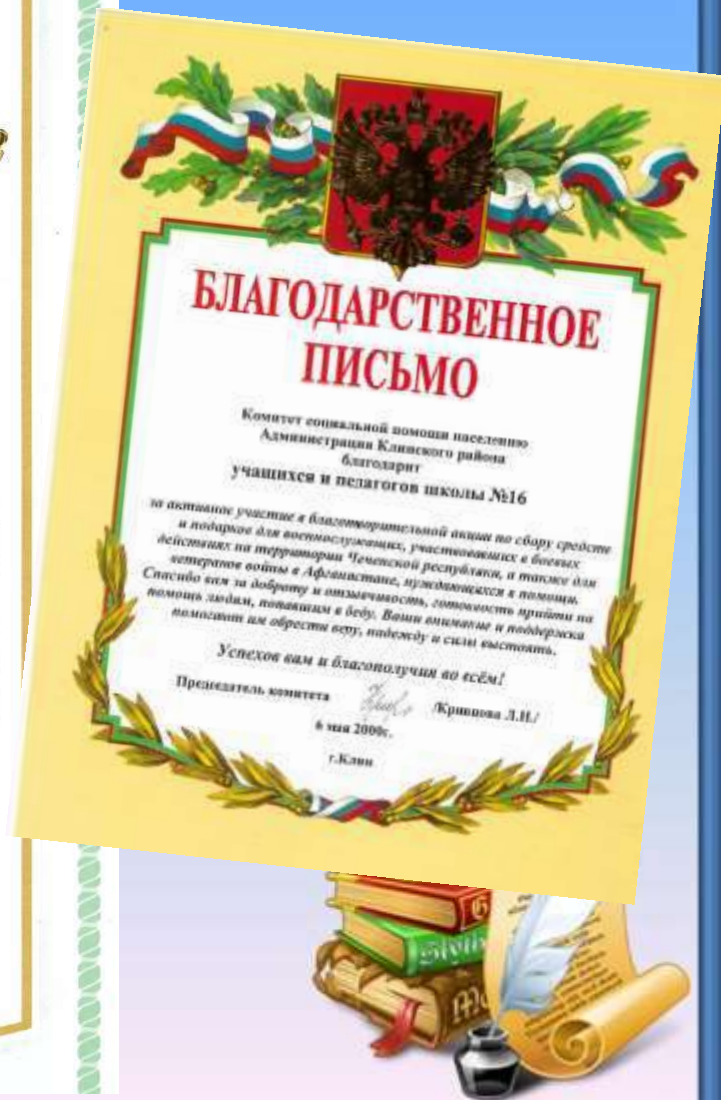 БЛАГОДАРСТВЕННОЕ
ПИСЬМО
Комитет социальной помощи населению
Администрации Клинского района
благодарит
учащихся и педагогов школы №16
за активное участие в благотворительной акции по сбору средств
и подарков для военнослужащих, участвовавших в боевых
действиях на территории Чеченской республики, а также для
ветеранов войны в Афганистане, нуждающихся в помощи.
Спасибо вам за доброту и отзывчивость, готовность прийти на
помощь людям, попавшим в беду. Ваши внимание и поддержка
помогают им обрести веру, надежду и силы выстоять.
Успехов вам и благополучия во всём!
Председатель комитета /Кривцова Л.Н./
6 мая 2000г.
г.Клин